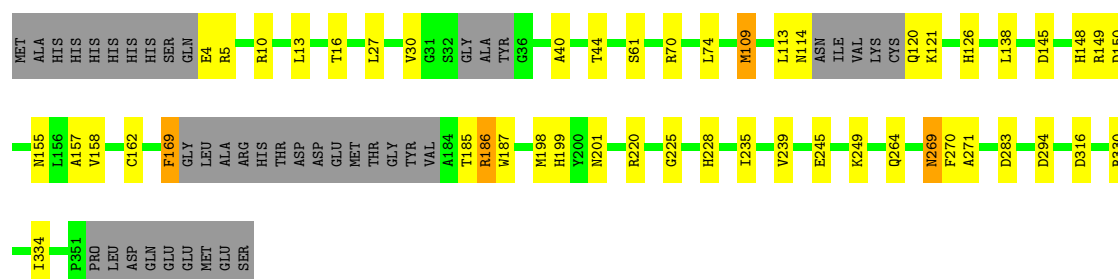 MET ALA HIS HIS HIS HIS HIS HIS SER GLN E4 R5 R10 L13 T16 L27 V30 G31 S32 GLY ALA TYR G36 A40 T44 S61 R70 L74 M109 L113 N114 ASN ILE VAL LYS CYS Q120 K121 H126 L138 D145 H148 R149 D150
N155 L156 A157 V158 C162 F169 GLY LEU ALA ARG HIS THR ASP ASP GLU MET THR GLY TYR VAL A184 T185 R186 W187 M198 H199 Y200 N201 R220 G225 H228 I235 V239 E245 K249 Q264 N269 F270 A271 D283 D294 D316
I334 P351 PRO LEU ASP GLN GLU GLU MET GLU SER